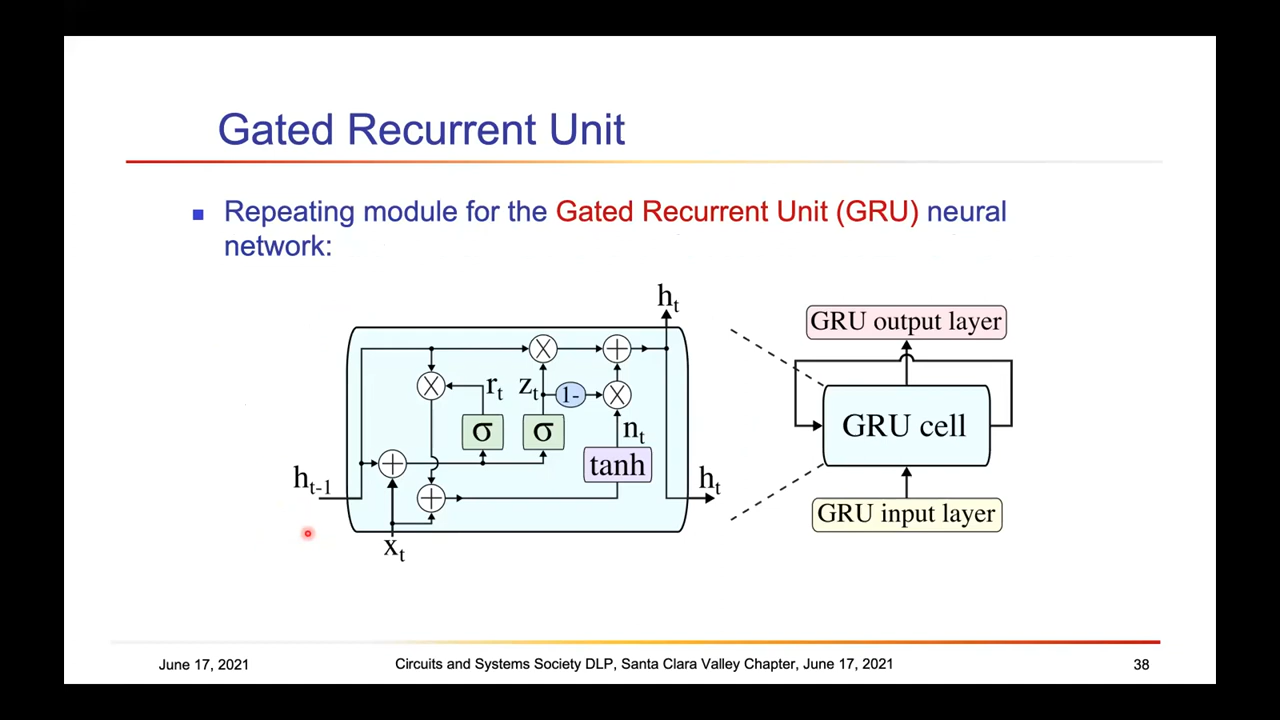 Gated Recurrent Unit
Repeating module for the Gated Recurrent Unit (GRU) neural
network:
h_t
r_t
z_t
1-
σ
σ
n_t
tanh
h_{t-1}
h_t
x_t
GRU output layer
GRU cell
GRU input layer
June 17, 2021
Circuits and Systems Society DLP, Santa Clara Valley Chapter, June 17, 2021
38